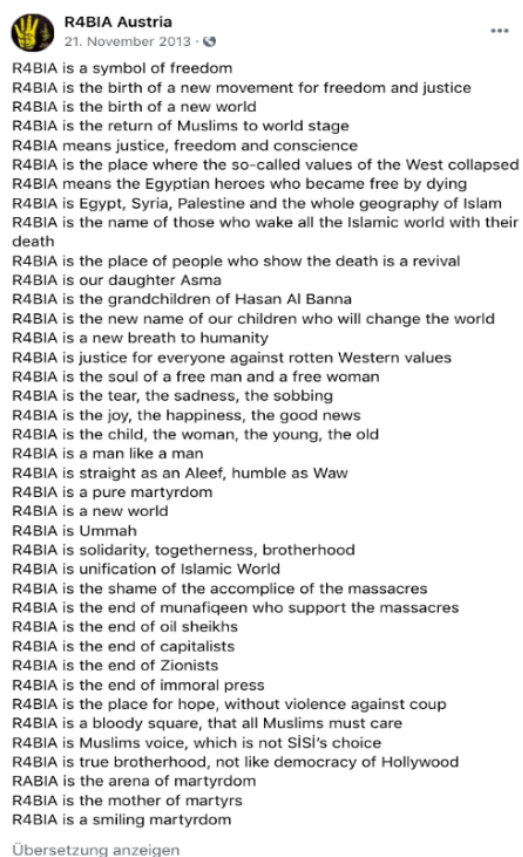 R4BIA Austria
21. November 2013 ·
R4BIA is a symbol of freedom
R4BIA is the birth of a new movement for freedom and justice
R4BIA is the birth of a new world
R4BIA is the return of Muslims to world stage
R4BIA means justice, freedom and conscience
R4BIA is the place where the so-called values of the West collapsed
R4BIA means the Egyptian heroes who became free by dying
R4BIA is Egypt, Syria, Palestine and the whole geography of Islam
R4BIA is the name of those who wake all the Islamic world with their
death
R4BIA is the place of people who show the death is a revival
R4BIA is our daughter Asma
R4BIA is the grandchildren of Hasan Al Banna
R4BIA is the new name of our children who will change the world
R4BIA is a new breath to humanity
R4BIA is justice for everyone against rotten Western values
R4BIA is the soul of a free man and a free woman
R4BIA is the tear, the sadness, the sobbing
R4BIA is the joy, the happiness, the good news
R4BIA is the child, the woman, the young, the old
R4BIA is a man like a man
R4BIA is straight as an Aleef, humble as Waw
R4BIA is a pure martyrdom
R4BIA is a new world
R4BIA is Ummah
R4BIA is solidarity, togetherness, brotherhood
R4BIA is unification of Islamic World
R4BIA is the shame of the accomplice of the massacres
R4BIA is the end of munafiqeen who support the massacres
R4BIA is the end of oil sheikhs
R4BIA is the end of capitalists
R4BIA is the end of Zionists
R4BIA is the end of immoral press
R4BIA is the place for hope, without violence against coup
R4BIA is a bloody square, that all Muslims must care
R4BIA is Muslims voice, which is not SİSİ's choice
R4BIA is true brotherhood, not like democracy of Hollywood
RABIA is the arena of martyrdom
R4BIA is the mother of martyrs
R4BIA is a smiling martyrdom
Übersetzung anzeigen